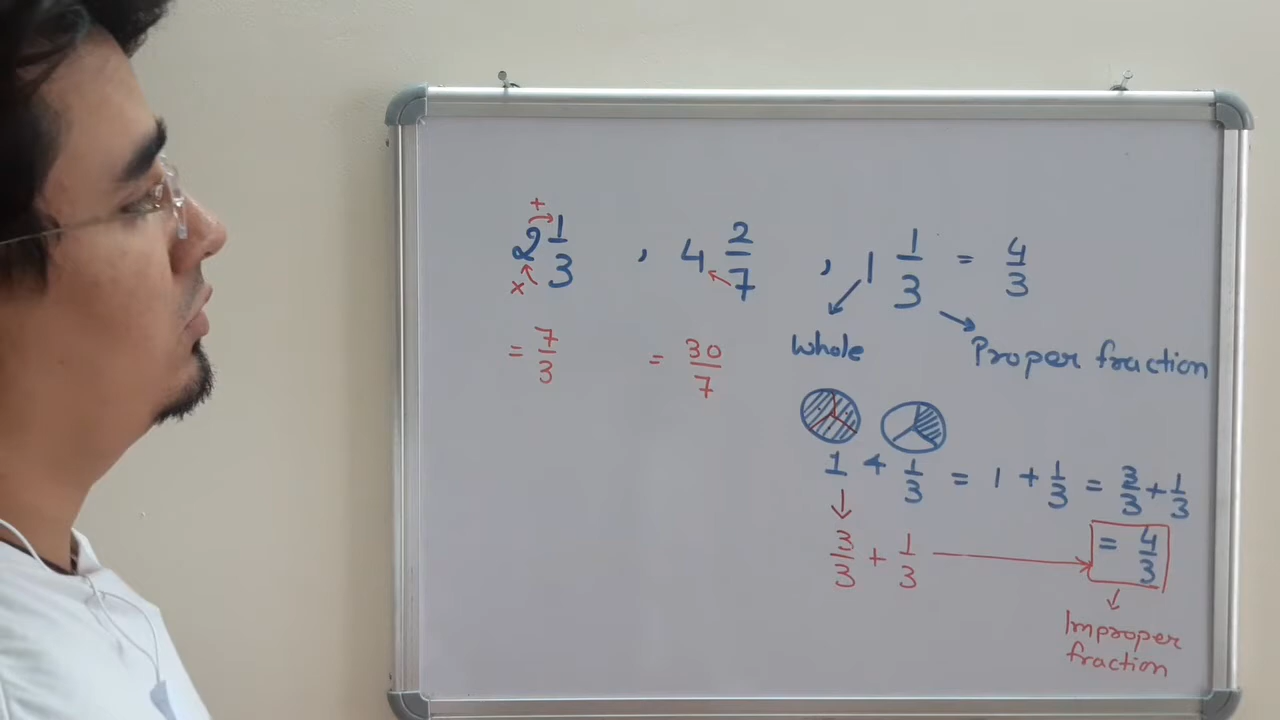 2 1/3 , 4 2/7 , 1 1/3 = 4/3
+
×
= 7/3
= 30/7
Whole
Proper fraction
1 + 1/3 = 1 + 1/3 = 3/3 + 1/3
3/3 + 1/3
= 4/3
Improper
fraction